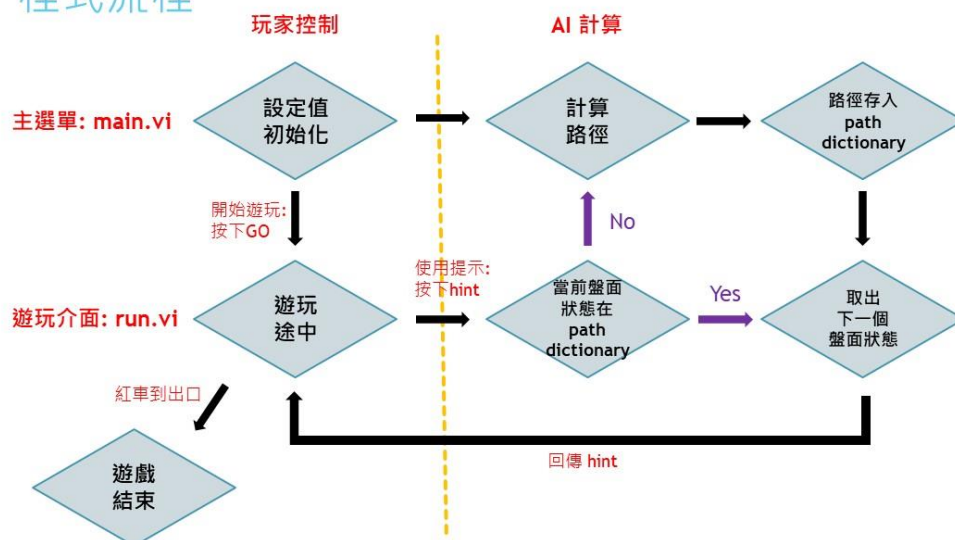 程式流程
玩家控制
AI 計算
主選單: main.vi
設定值
初始化
計算
路徑
路徑存入
path
dictionary
開始遊玩:
按下GO
No
使用提示:
按下hint
遊玩介面: run.vi
遊玩
途中
當前盤面
狀態在
path
dictionary
Yes
取出
下一個
盤面狀態
紅車到出口
回傳 hint
遊戲
結束